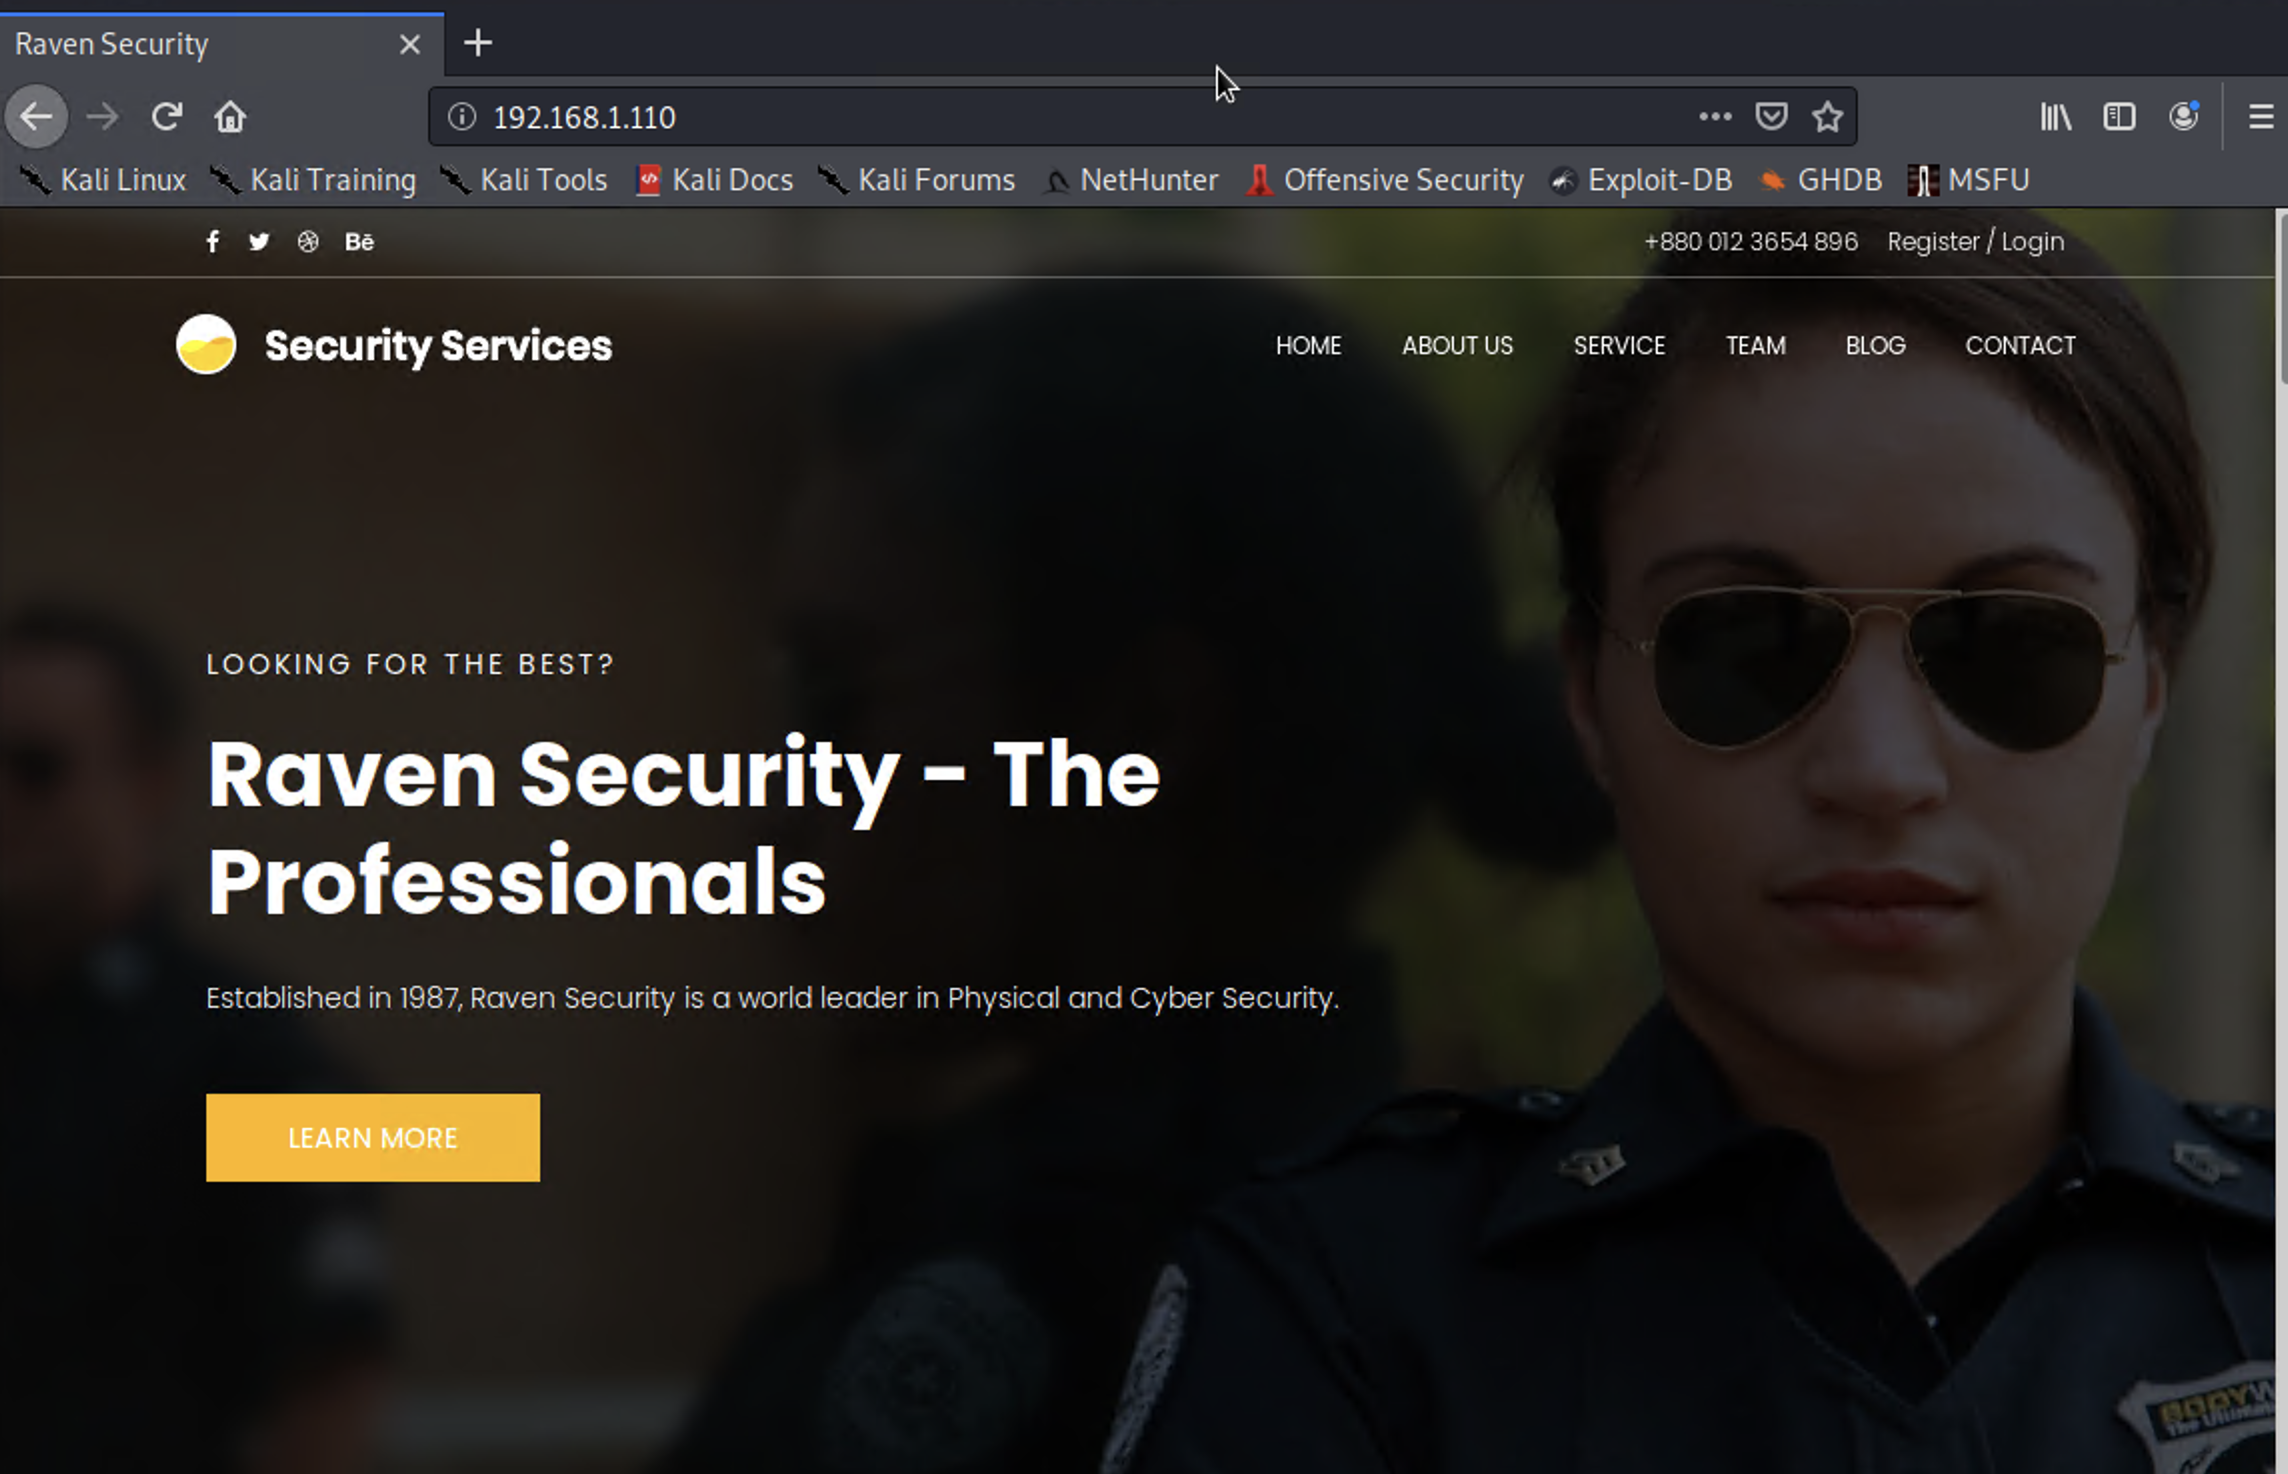 Raven Security
192.168.1.110
Kali Linux Kali Training Kali Tools Kali Docs Kali Forums NetHunter Offensive Security Exploit-DB GHDB MSFU
Bē +880 012 3654 896 Register / Login
Security Services HOME ABOUT US SERVICE TEAM BLOG CONTACT
LOOKING FOR THE BEST?
Raven Security - The
Professionals
Established in 1987, Raven Security is a world leader in Physical and Cyber Security.
LEARN MORE